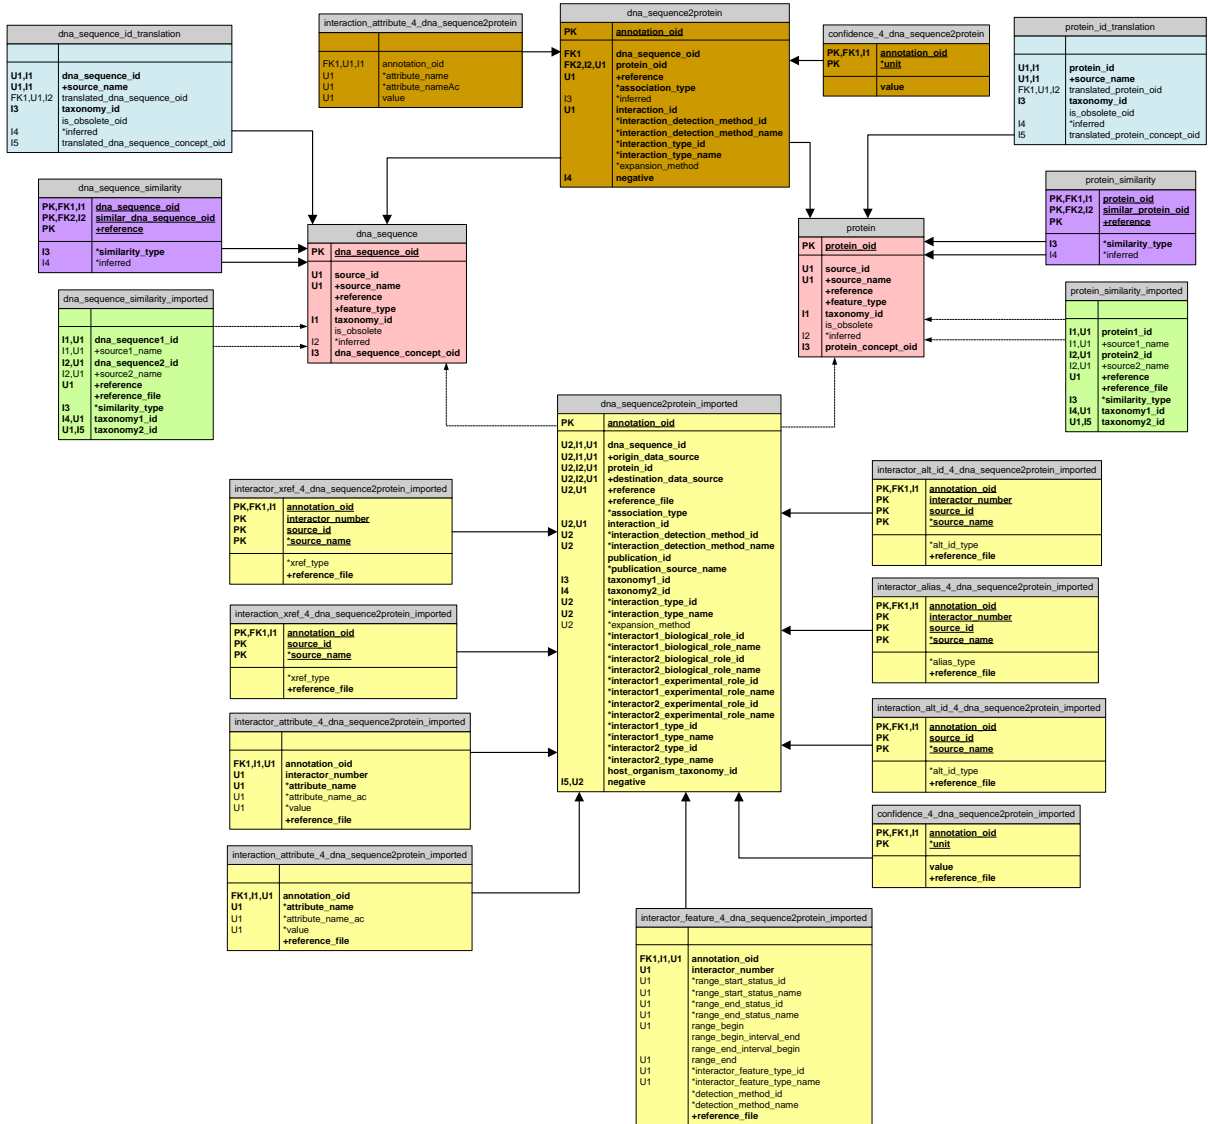 dna_sequence_id_translation
U1,I1 dna_sequence_id
U1,I1 +source_name
FK1,U1,I2 translated_dna_sequence_oid
I3 taxonomy_id
is_obsolete_oid
I4 *inferred
I5 translated_dna_sequence_concept_oid
interaction_attribute_4_dna_sequence2protein
FK1,U1,I1 annotation_oid
U1 *attribute_name
U1 *attribute_nameAc
U1 value
dna_sequence2protein
PK annotation_oid
FK1 dna_sequence_oid
FK2,I2,U1 protein_oid
U1 +reference
*association_type
I3 *inferred
U1 interaction_id
*interaction_detection_method_id
*interaction_detection_method_name
*interaction_type_id
*interaction_type_name
*expansion_method
I4 negative
confidence_4_dna_sequence2protein
PK,FK1,I1 annotation_oid
PK *unit
value
protein_id_translation
U1,I1 protein_id
U1,I1 +source_name
FK1,U1,I2 translated_protein_oid
I3 taxonomy_id
is_obsolete_oid
I4 *inferred
I5 translated_protein_concept_oid
dna_sequence_similarity
PK,FK1,I1 dna_sequence_oid
PK,FK2,I2 similar_dna_sequence_oid
PK +reference
I3 *similarity_type
I4 *inferred
dna_sequence
PK dna_sequence_oid
U1 source_id
U1 +source_name
+reference
+feature_type
I1 taxonomy_id
is_obsolete
I2 *inferred
I3 dna_sequence_concept_oid
protein
PK protein_oid
U1 source_id
U1 +source_name
+reference
+feature_type
I1 taxonomy_id
is_obsolete
I2 *inferred
I3 protein_concept_oid
protein_similarity
PK,FK1,I1 protein_oid
PK,FK2,I2 similar_protein_oid
PK +reference
I3 *similarity_type
I4 *inferred
dna_sequence_similarity_imported
I1,U1 dna_sequence1_id
I1,U1 +source1_name
I2,U1 dna_sequence2_id
I2,U1 +source2_name
U1 +reference
+reference_file
I3 *similarity_type
I4,U1 taxonomy1_id
U1,I5 taxonomy2_id
protein_similarity_imported
I1,U1 protein1_id
I1,U1 +source1_name
I2,U1 protein2_id
I2,U1 +source2_name
U1 +reference
+reference_file
I3 *similarity_type
I4,U1 taxonomy1_id
U1,I5 taxonomy2_id
dna_sequence2protein_imported
PK annotation_oid
U2,I1,U1 dna_sequence_id
U2,I1,U1 +origin_data_source
U2,I2,U1 protein_id
U2,I2,U1 +destination_data_source
U2,U1 +reference
+reference_file
*association_type
U2,U1 interaction_id
U2 *interaction_detection_method_id
U2 *interaction_detection_method_name
publication_id
*publication_source_name
I3 taxonomy1_id
I4 taxonomy2_id
U2 *interaction_type_id
U2 *interaction_type_name
U2 *expansion_method
*interactor1_biological_role_id
*interactor1_biological_role_name
*interactor2_biological_role_id
*interactor2_biological_role_name
*interactor1_experimental_role_id
*interactor1_experimental_role_name
*interactor2_experimental_role_id
*interactor2_experimental_role_name
*interactor1_type_id
*interactor1_type_name
*interactor2_type_id
*interactor2_type_name
host_organism_taxonomy_id
I5,U2 negative
interactor_xref_4_dna_sequence2protein_imported
PK,FK1,I1 annotation_oid
PK interactor_number
PK source_id
PK *source_name
*xref_type
+reference_file
interaction_xref_4_dna_sequence2protein_imported
PK,FK1,I1 annotation_oid
PK source_id
PK *source_name
*xref_type
+reference_file
interactor_attribute_4_dna_sequence2protein_imported
FK1,I1,U1 annotation_oid
U1 interactor_number
U1 *attribute_name
U1 *attribute_name_ac
U1 *value
+reference_file
interaction_attribute_4_dna_sequence2protein_imported
FK1,I1,U1 annotation_oid
U1 *attribute_name
U1 *attribute_name_ac
U1 *value
+reference_file
interactor_alt_id_4_dna_sequence2protein_imported
PK,FK1,I1 annotation_oid
PK interactor_number
PK source_id
PK *source_name
*alt_id_type
+reference_file
interactor_alias_4_dna_sequence2protein_imported
PK,FK1,I1 annotation_oid
PK interactor_number
PK source_id
PK *source_name
*alias_type
+reference_file
interaction_alt_id_4_dna_sequence2protein_imported
PK,FK1,I1 annotation_oid
PK source_id
PK *source_name
*alt_id_type
+reference_file
confidence_4_dna_sequence2protein_imported
PK,FK1,I1 annotation_oid
PK *unit
value
+reference_file
interactor_feature_4_dna_sequence2protein_imported
FK1,I1,U1 annotation_oid
U1 interactor_number
U1 *range_start_status_id
U1 *range_start_status_name
U1 *range_end_status_id
U1 *range_end_status_name
U1 range_begin
range_begin_interval_end
range_end_interval_begin
U1 range_end
U1 *interactor_feature_type_id
U1 *interactor_feature_type_name
*detection_method_id
*detection_method_name
+reference_file